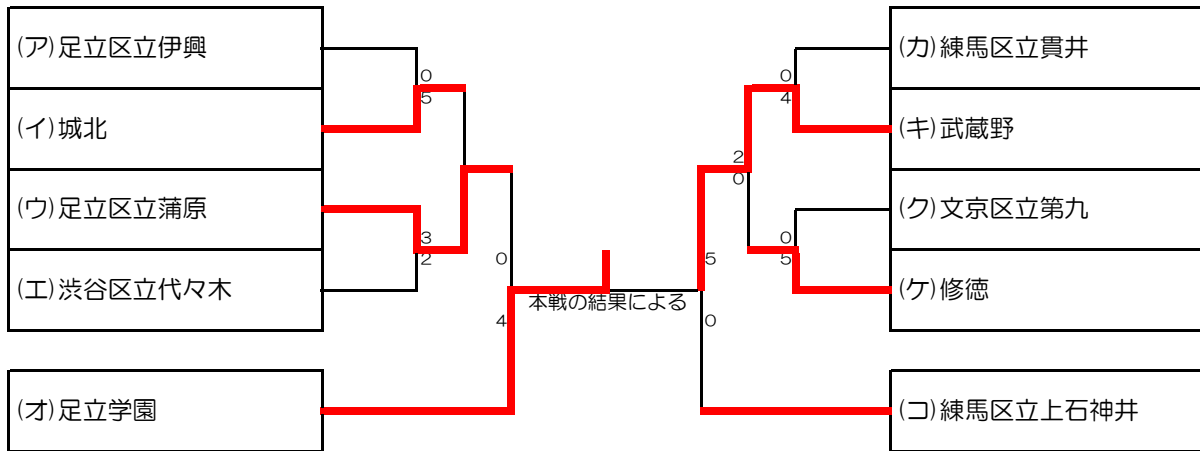 (ア)足立区立伊興
(イ)城北
(ウ)足立区立蒲原
(エ)渋谷区立代々木
(オ)足立学園
0
5
3
2
0
4
本戦の結果による
2
0
5
0
0
4
0
5
(カ)練馬区立貫井
(キ)武蔵野
(ク)文京区立第九
(ケ)修徳
(コ)練馬区立上石神井